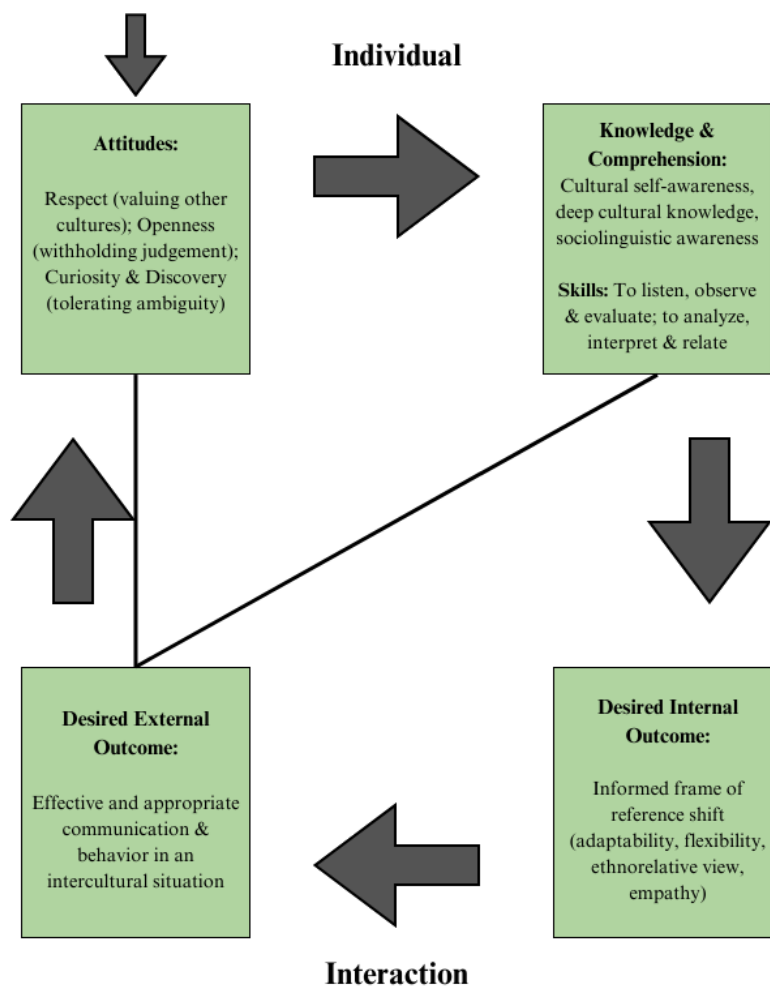 Individual
Attitudes:
Respect (valuing other
cultures); Openness
(withholding judgement);
Curiosity & Discovery
(tolerating ambiguity)
Knowledge &
Comprehension:
Cultural self-awareness,
deep cultural knowledge,
sociolinguistic awareness
Skills: To listen, observe
& evaluate; to analyze,
interpret & relate
Desired External
Outcome:
Effective and appropriate
communication &
behavior in an
intercultural situation
Desired Internal
Outcome:
Informed frame of
reference shift
(adaptability, flexibility,
ethnorelative view,
empathy)
Interaction